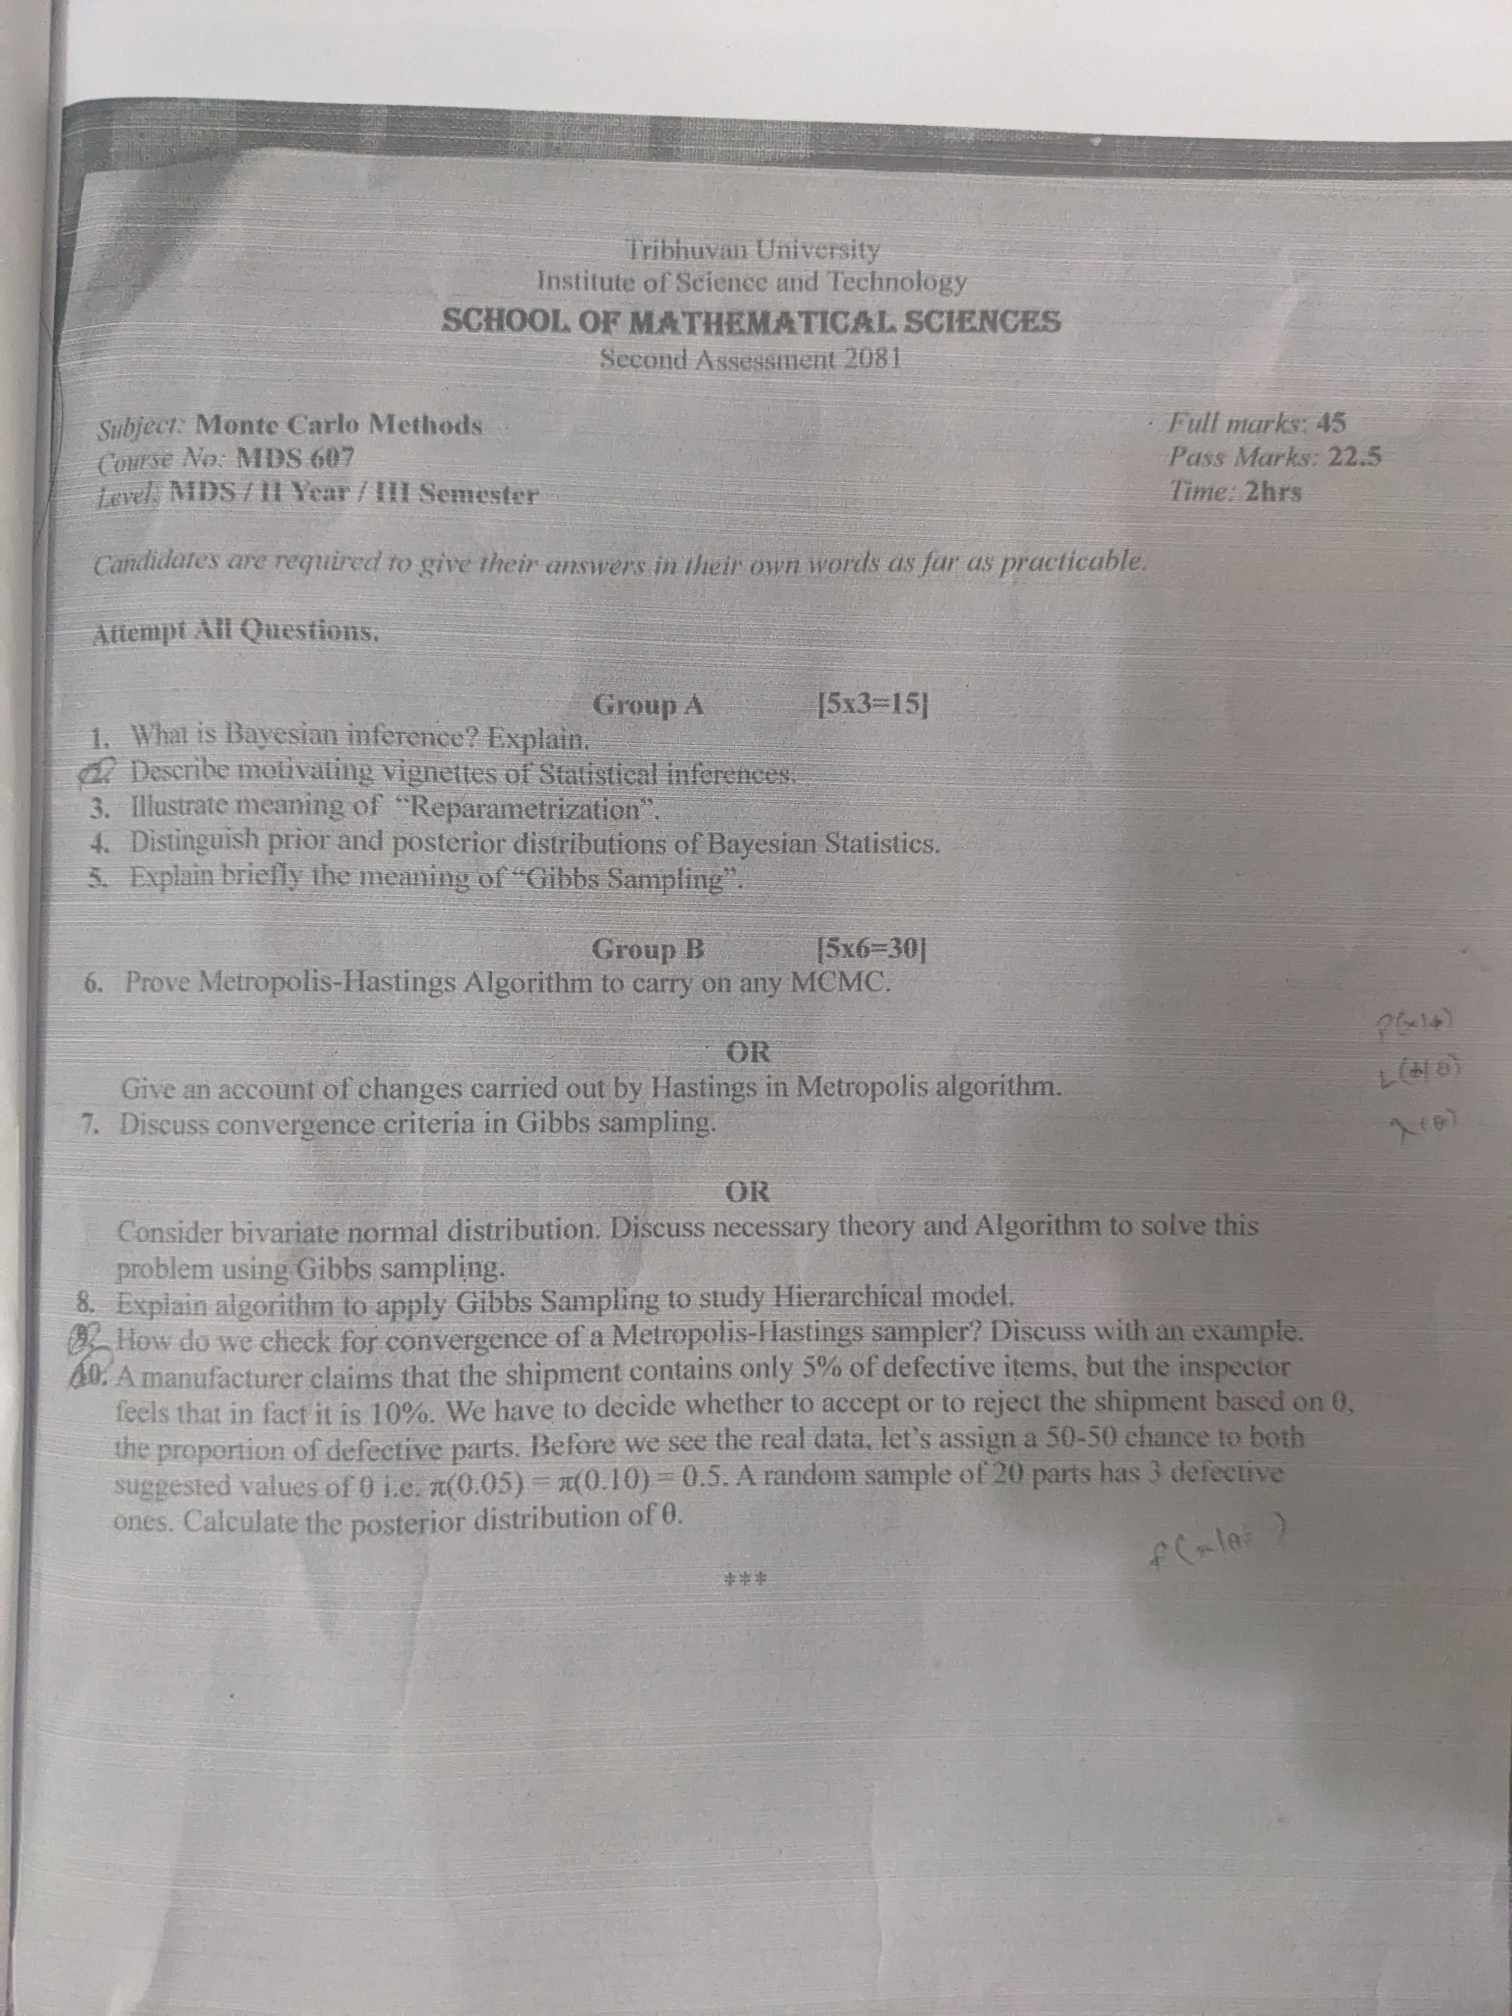 Tribhuvan University
Institute of Science and Technology
SCHOOL OF MATHEMATICAL SCIENCES
Second Assessment 2081
Subject: Monte Carlo Methods Full marks: 45
Course No: MDS 607 Pass Marks: 22.5
Level: MDS / II Year / III Semester Time: 2hrs
Candidates are required to give their answers in their own words as far as practicable.
Attempt All Questions.
Group A [5x3=15]
1. What is Bayesian inference? Explain.
2. Describe motivating vignettes of Statistical inferences.
3. Illustrate meaning of “Reparametrization”.
4. Distinguish prior and posterior distributions of Bayesian Statistics.
5. Explain briefly the meaning of “Gibbs Sampling”.
Group B [5x6=30]
6. Prove Metropolis-Hastings Algorithm to carry on any MCMC.
OR
Give an account of changes carried out by Hastings in Metropolis algorithm.
7. Discuss convergence criteria in Gibbs sampling.
OR
Consider bivariate normal distribution. Discuss necessary theory and Algorithm to solve this
problem using Gibbs sampling.
8. Explain algorithm to apply Gibbs Sampling to study Hierarchical model.
9. How do we check for convergence of a Metropolis-Hastings sampler? Discuss with an example.
10. A manufacturer claims that the shipment contains only 5% of defective items, but the inspector
feels that in fact it is 10%. We have to decide whether to accept or to reject the shipment based on θ,
the proportion of defective parts. Before we see the real data, let’s assign a 50-50 chance to both
suggested values of θ i.e. π(0.05) = π(0.10) = 0.5. A random sample of 20 parts has 3 defective
ones. Calculate the posterior distribution of θ.
***